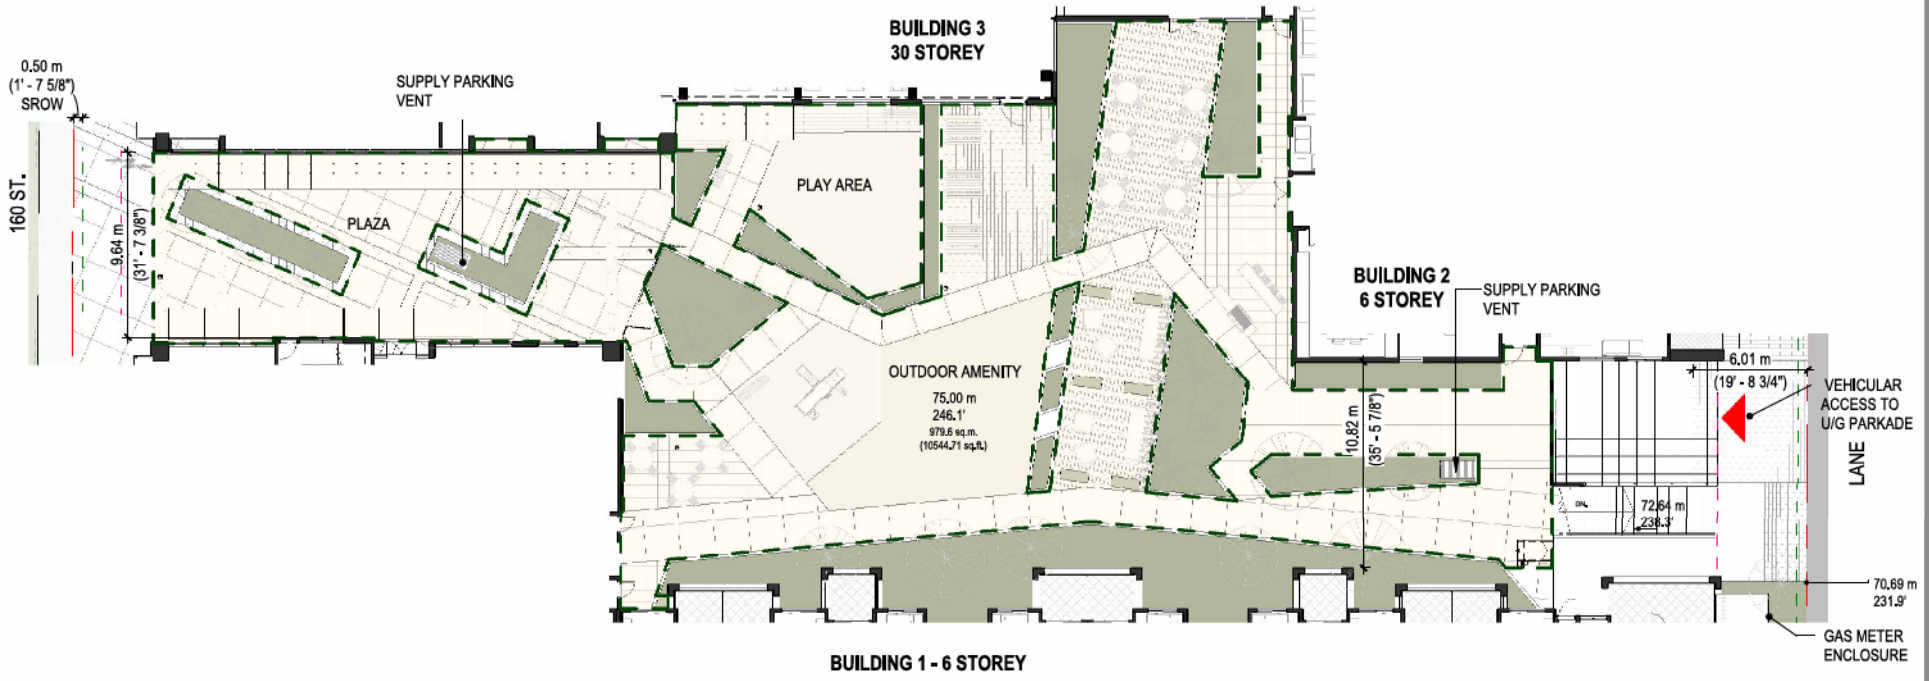 BUILDING 3
30 STOREY
0.50 m
(1' - 7 5/8")
SROW
SUPPLY PARKING
VENT
160 ST.
9.64 m
(31' - 7 3/8")
PLAZA
PLAY AREA
BUILDING 2
6 STOREY
SUPPLY PARKING
VENT
OUTDOOR AMENITY
75.00 m
246.1'
979.6 sq.m.
(10544.71 sq.ft.)
10.82 m
(35' - 5 7/8")
6.01 m
(19' - 8 3/4")
VEHICULAR
ACCESS TO
U/G PARKADE
LANE
DN.
72.64 m
238.3'
70.69 m
231.9'
GAS METER
ENCLOSURE
BUILDING 1 - 6 STOREY